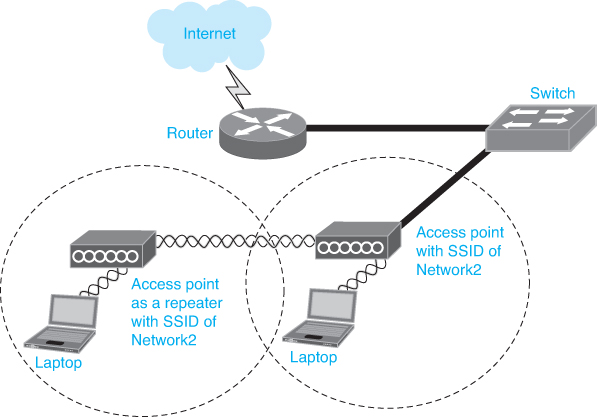 Internet
Switch
Router
Access point
with SSID of
Network2
Access point
as a repeater
with SSID of
Network2
Laptop
Laptop